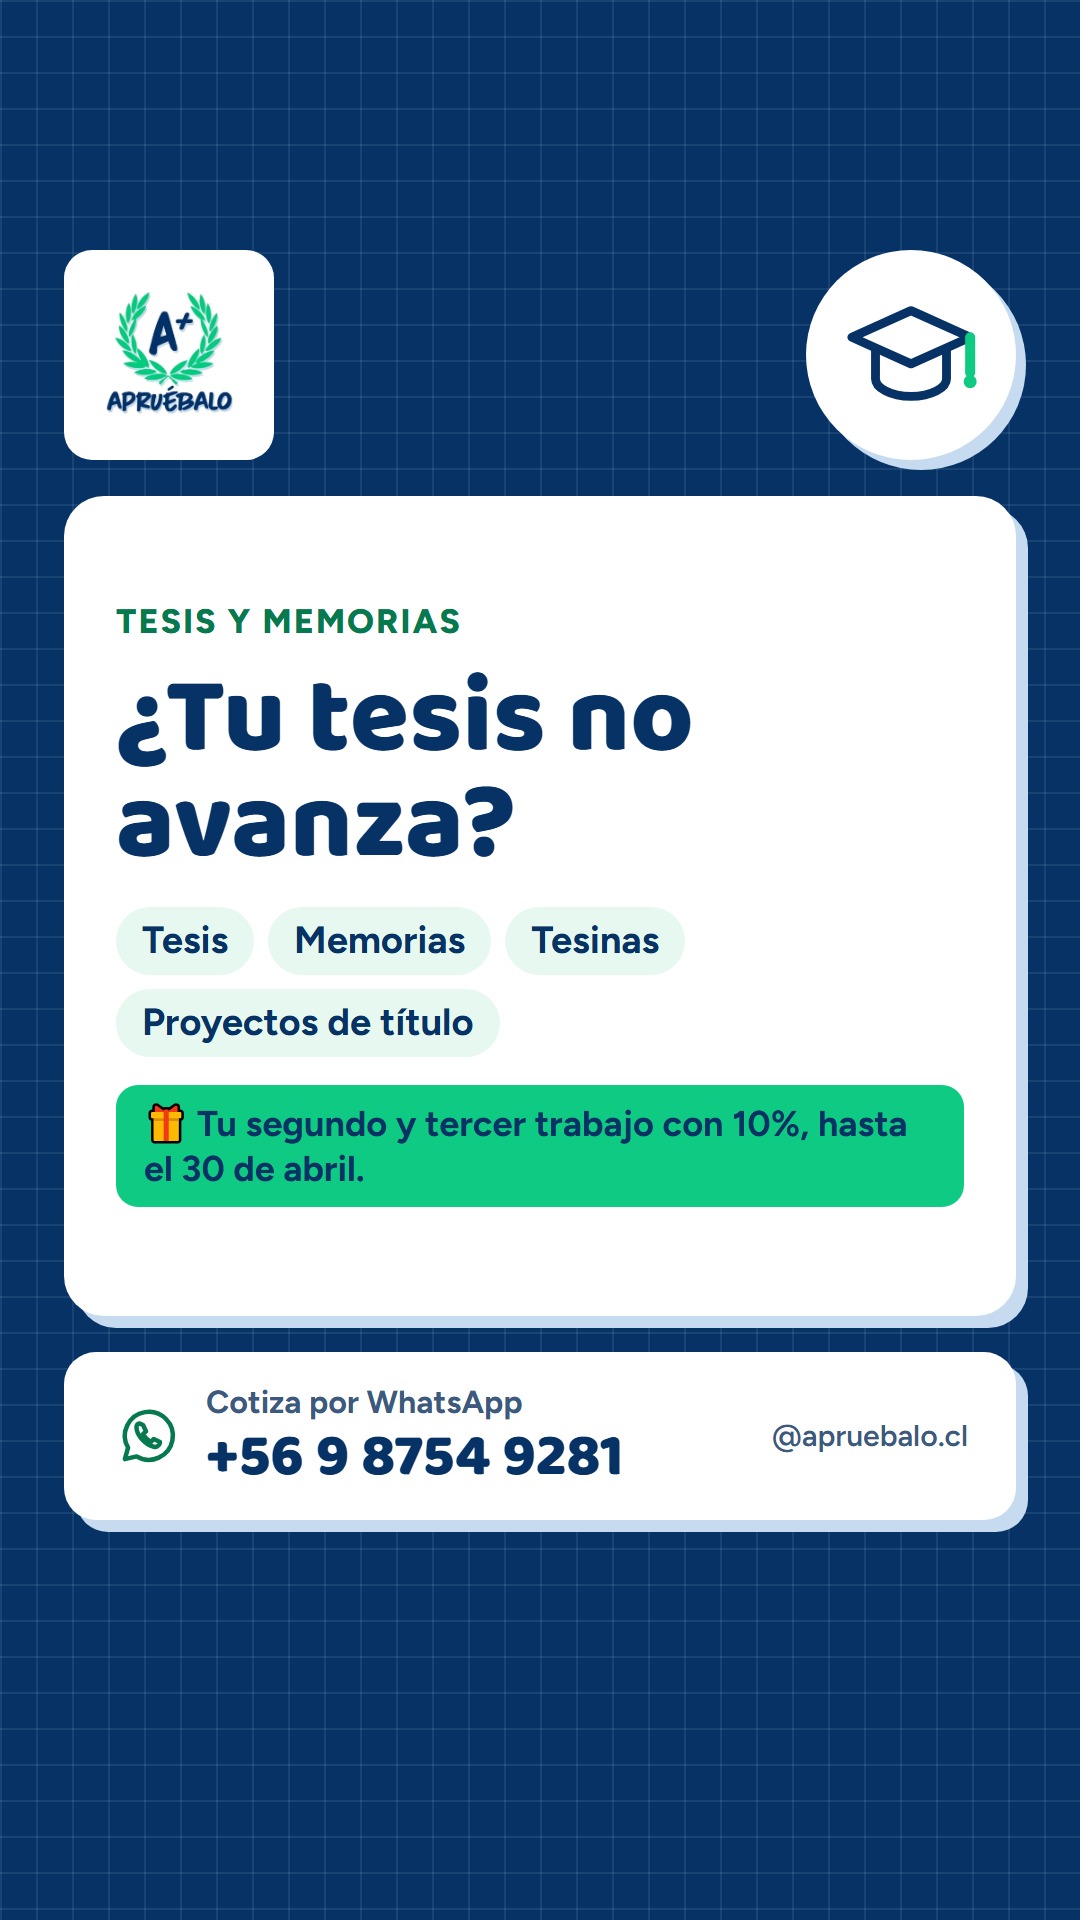 A+
APRUÉBALO
TESIS Y MEMORIAS
¿Tu tesis no
avanza?
Tesis
Memorias
Tesinas
Proyectos de título
🎁 Tu segundo y tercer trabajo con 10%, hasta
el 30 de abril.
Cotiza por WhatsApp
+56 9 8754 9281
@apruebalo.cl